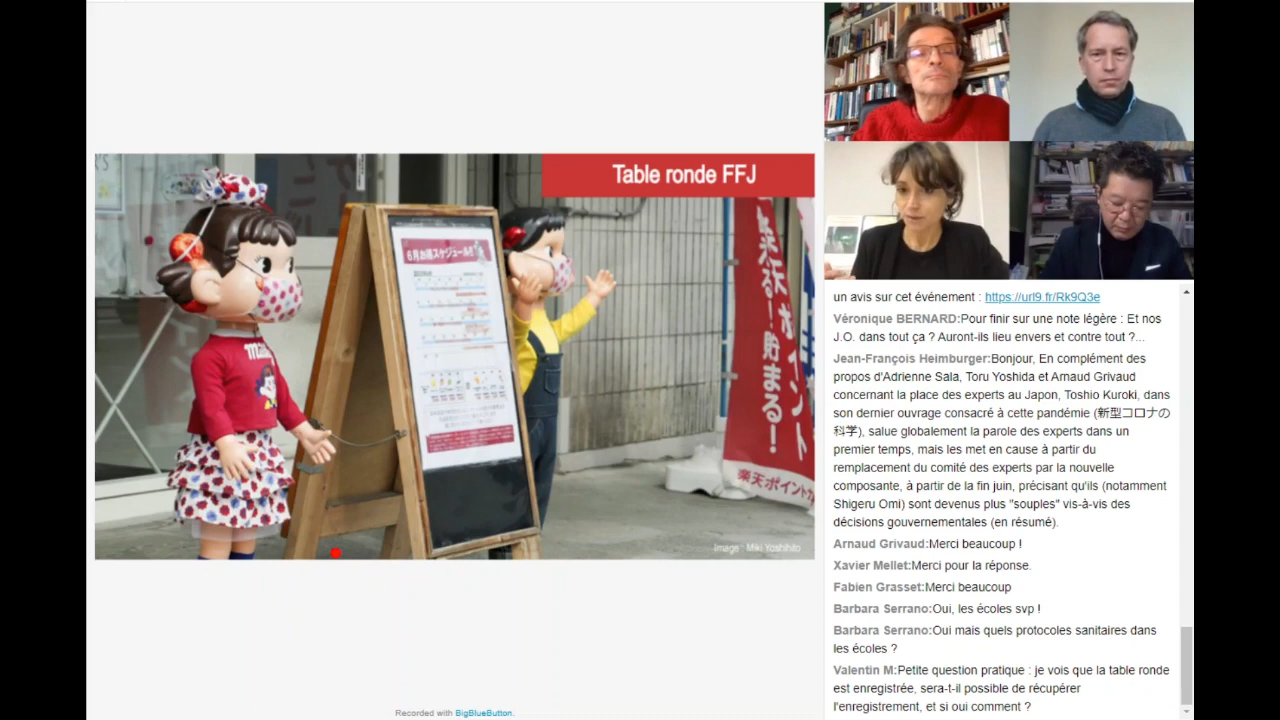 Table ronde FFJ
6月お得スケジュール!!
楽天ポイント
貯まる!
楽天ポイント
Image : Miki Yoshihito
Recorded with BigBlueButton.
un avis sur cet événement : https://url9.fr/Rk9Q3e
Véronique BERNARD:Pour finir sur une note légère : Et nos
J.O. dans tout ça ? Auront-ils lieu envers et contre tout ?...
Jean-François Heimburger:Bonjour, En complément des
propos d'Adrienne Sala, Toru Yoshida et Arnaud Grivaud
concernant la place des experts au Japon, Toshio Kuroki, dans
son dernier ouvrage consacré à cette pandémie (新型コロナの
科学), salue globalement la parole des experts dans un
premier temps, mais les met en cause à partir du
remplacement du comité des experts par la nouvelle
composante, à partir de la fin juin, précisant qu'ils (notamment
Shigeru Omi) sont devenus plus "souples" vis-à-vis des
décisions gouvernementales (en résumé).
Arnaud Grivaud:Merci beaucoup !
Xavier Mellet:Merci pour la réponse.
Fabien Grasset:Merci beaucoup
Barbara Serrano:Oui, les écoles svp !
Barbara Serrano:Oui mais quels protocoles sanitaires dans
les écoles ?
Valentin M:Petite question pratique : je vois que la table ronde
est enregistrée, sera-t-il possible de récupérer
l'enregistrement, et si oui comment ?